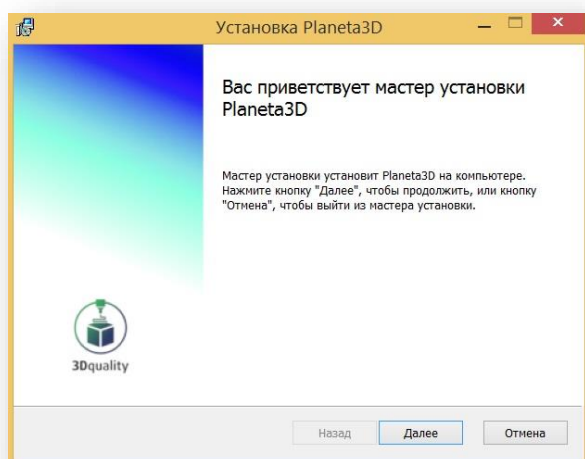 Установка Planeta3D
Вас приветствует мастер установки
Planeta3D
Мастер установки установит Planeta3D на компьютере.
Нажмите кнопку "Далее", чтобы продолжить, или кнопку
"Отмена", чтобы выйти из мастера установки.
3Dquality
Назад Далее Отмена